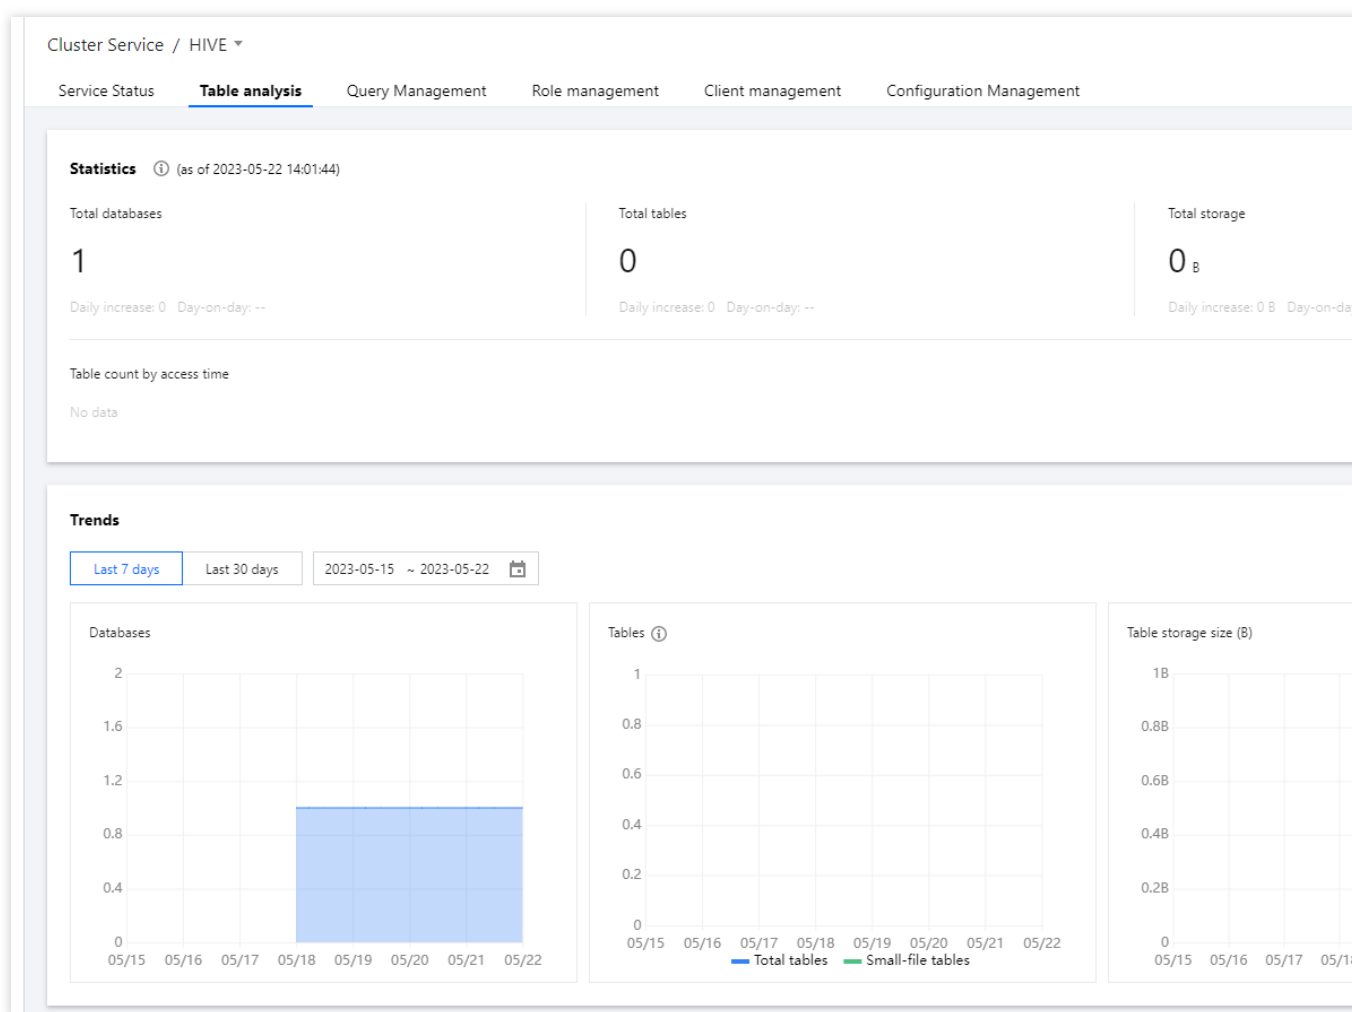 Cluster Service / HIVE
Service Status Table analysis Query Management Role management Client management Configuration Management
Statistics (as of 2023-05-22 14:01:44)
Total databases Total tables Total storage
1 0 0 B
Daily increase: 0 Day-on-day: -- Daily increase: 0 Day-on-day: -- Daily increase: 0 B Day-on-da
Table count by access time
No data
Trends
Last 7 days Last 30 days 2023-05-15 ~ 2023-05-22
Databases
2
1.6
1.2
0.8
0.4
0
05/15 05/16 05/17 05/18 05/19 05/20 05/21 05/22
Tables
1
0.8
0.6
0.4
0.2
0
05/15 05/16 05/17 05/18 05/19 05/20 05/21 05/22
Total tables Small-file tables
Table storage size (B)
1B
0.8B
0.6B
0.4B
0.2B
0
05/15 05/16 05/17 05/18